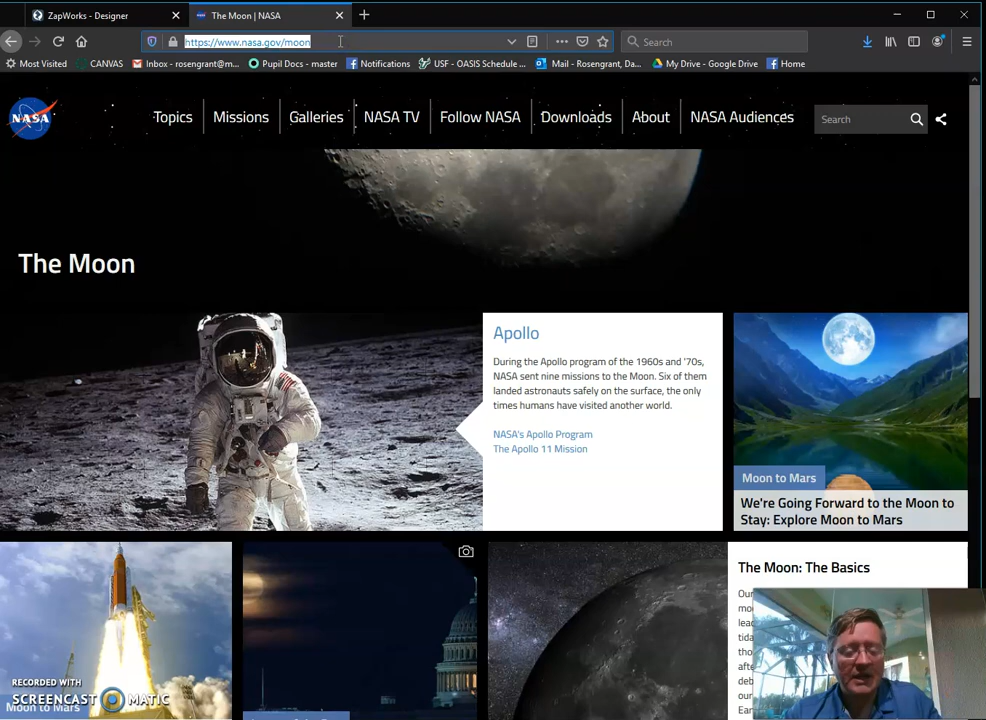 ZapWorks - Designer
The Moon | NASA
https://www.nasa.gov/moon
Search
Most Visited
CANVAS
Inbox - rosengrant@m...
Pupil Docs - master
Notifications
USF - OASIS Schedule ...
Mail - Rosengrant, Da...
My Drive - Google Drive
Home
NASA
Topics
Missions
Galleries
NASA TV
Follow NASA
Downloads
About
NASA Audiences
Search
The Moon
Apollo
During the Apollo program of the 1960s and '70s,
NASA sent nine missions to the Moon. Six of them
landed astronauts safely on the surface, the only
times humans have visited another world.
NASA's Apollo Program
The Apollo 11 Mission
Moon to Mars
We're Going Forward to the Moon to
Stay: Explore Moon to Mars
The Moon: The Basics
Our
RECORDED WITH
SCREENCAST MATIC
Moon to Mars